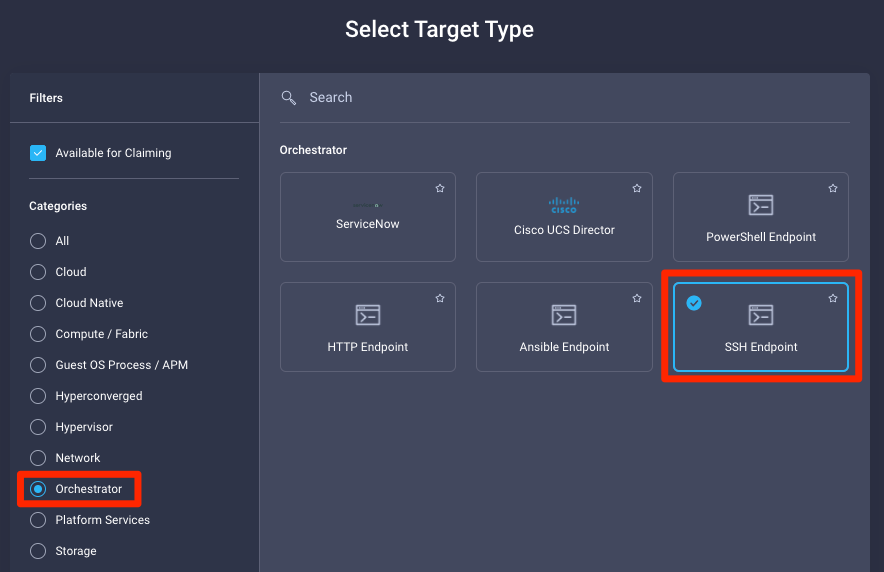 Select Target Type
Filters
Search
Available for Claiming
Categories
All
Cloud
Cloud Native
Compute / Fabric
Guest OS Process / APM
Hyperconverged
Hypervisor
Network
Orchestrator
Platform Services
Storage
Orchestrator
ServiceNow
CISCO
Cisco UCS Director
PowerShell Endpoint
HTTP Endpoint
Ansible Endpoint
SSH Endpoint